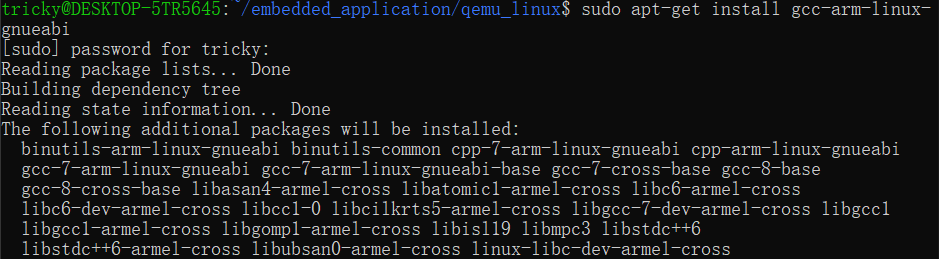 tricky@DESKTOP-5TR5645:~/embedded_application/qemu_linux$ sudo apt-get install gcc-arm-linux-
gnueabi
[sudo] password for tricky:
Reading package lists... Done
Building dependency tree
Reading state information... Done
The following additional packages will be installed:
  binutils-arm-linux-gnueabi binutils-common cpp-7-arm-linux-gnueabi cpp-arm-linux-gnueabi
  gcc-7-arm-linux-gnueabi gcc-7-arm-linux-gnueabi-base gcc-7-cross-base gcc-8-base
  gcc-8-cross-base libasan4-armel-cross libatomic1-armel-cross libc6-armel-cross
  libc6-dev-armel-cross libcc1-0 libcilkrts5-armel-cross libgcc-7-dev-armel-cross libgcc1
  libgcc1-armel-cross libgomp1-armel-cross libisl19 libmpc3 libstdc++6
  libstdc++6-armel-cross libubsan0-armel-cross linux-libc-dev-armel-cross